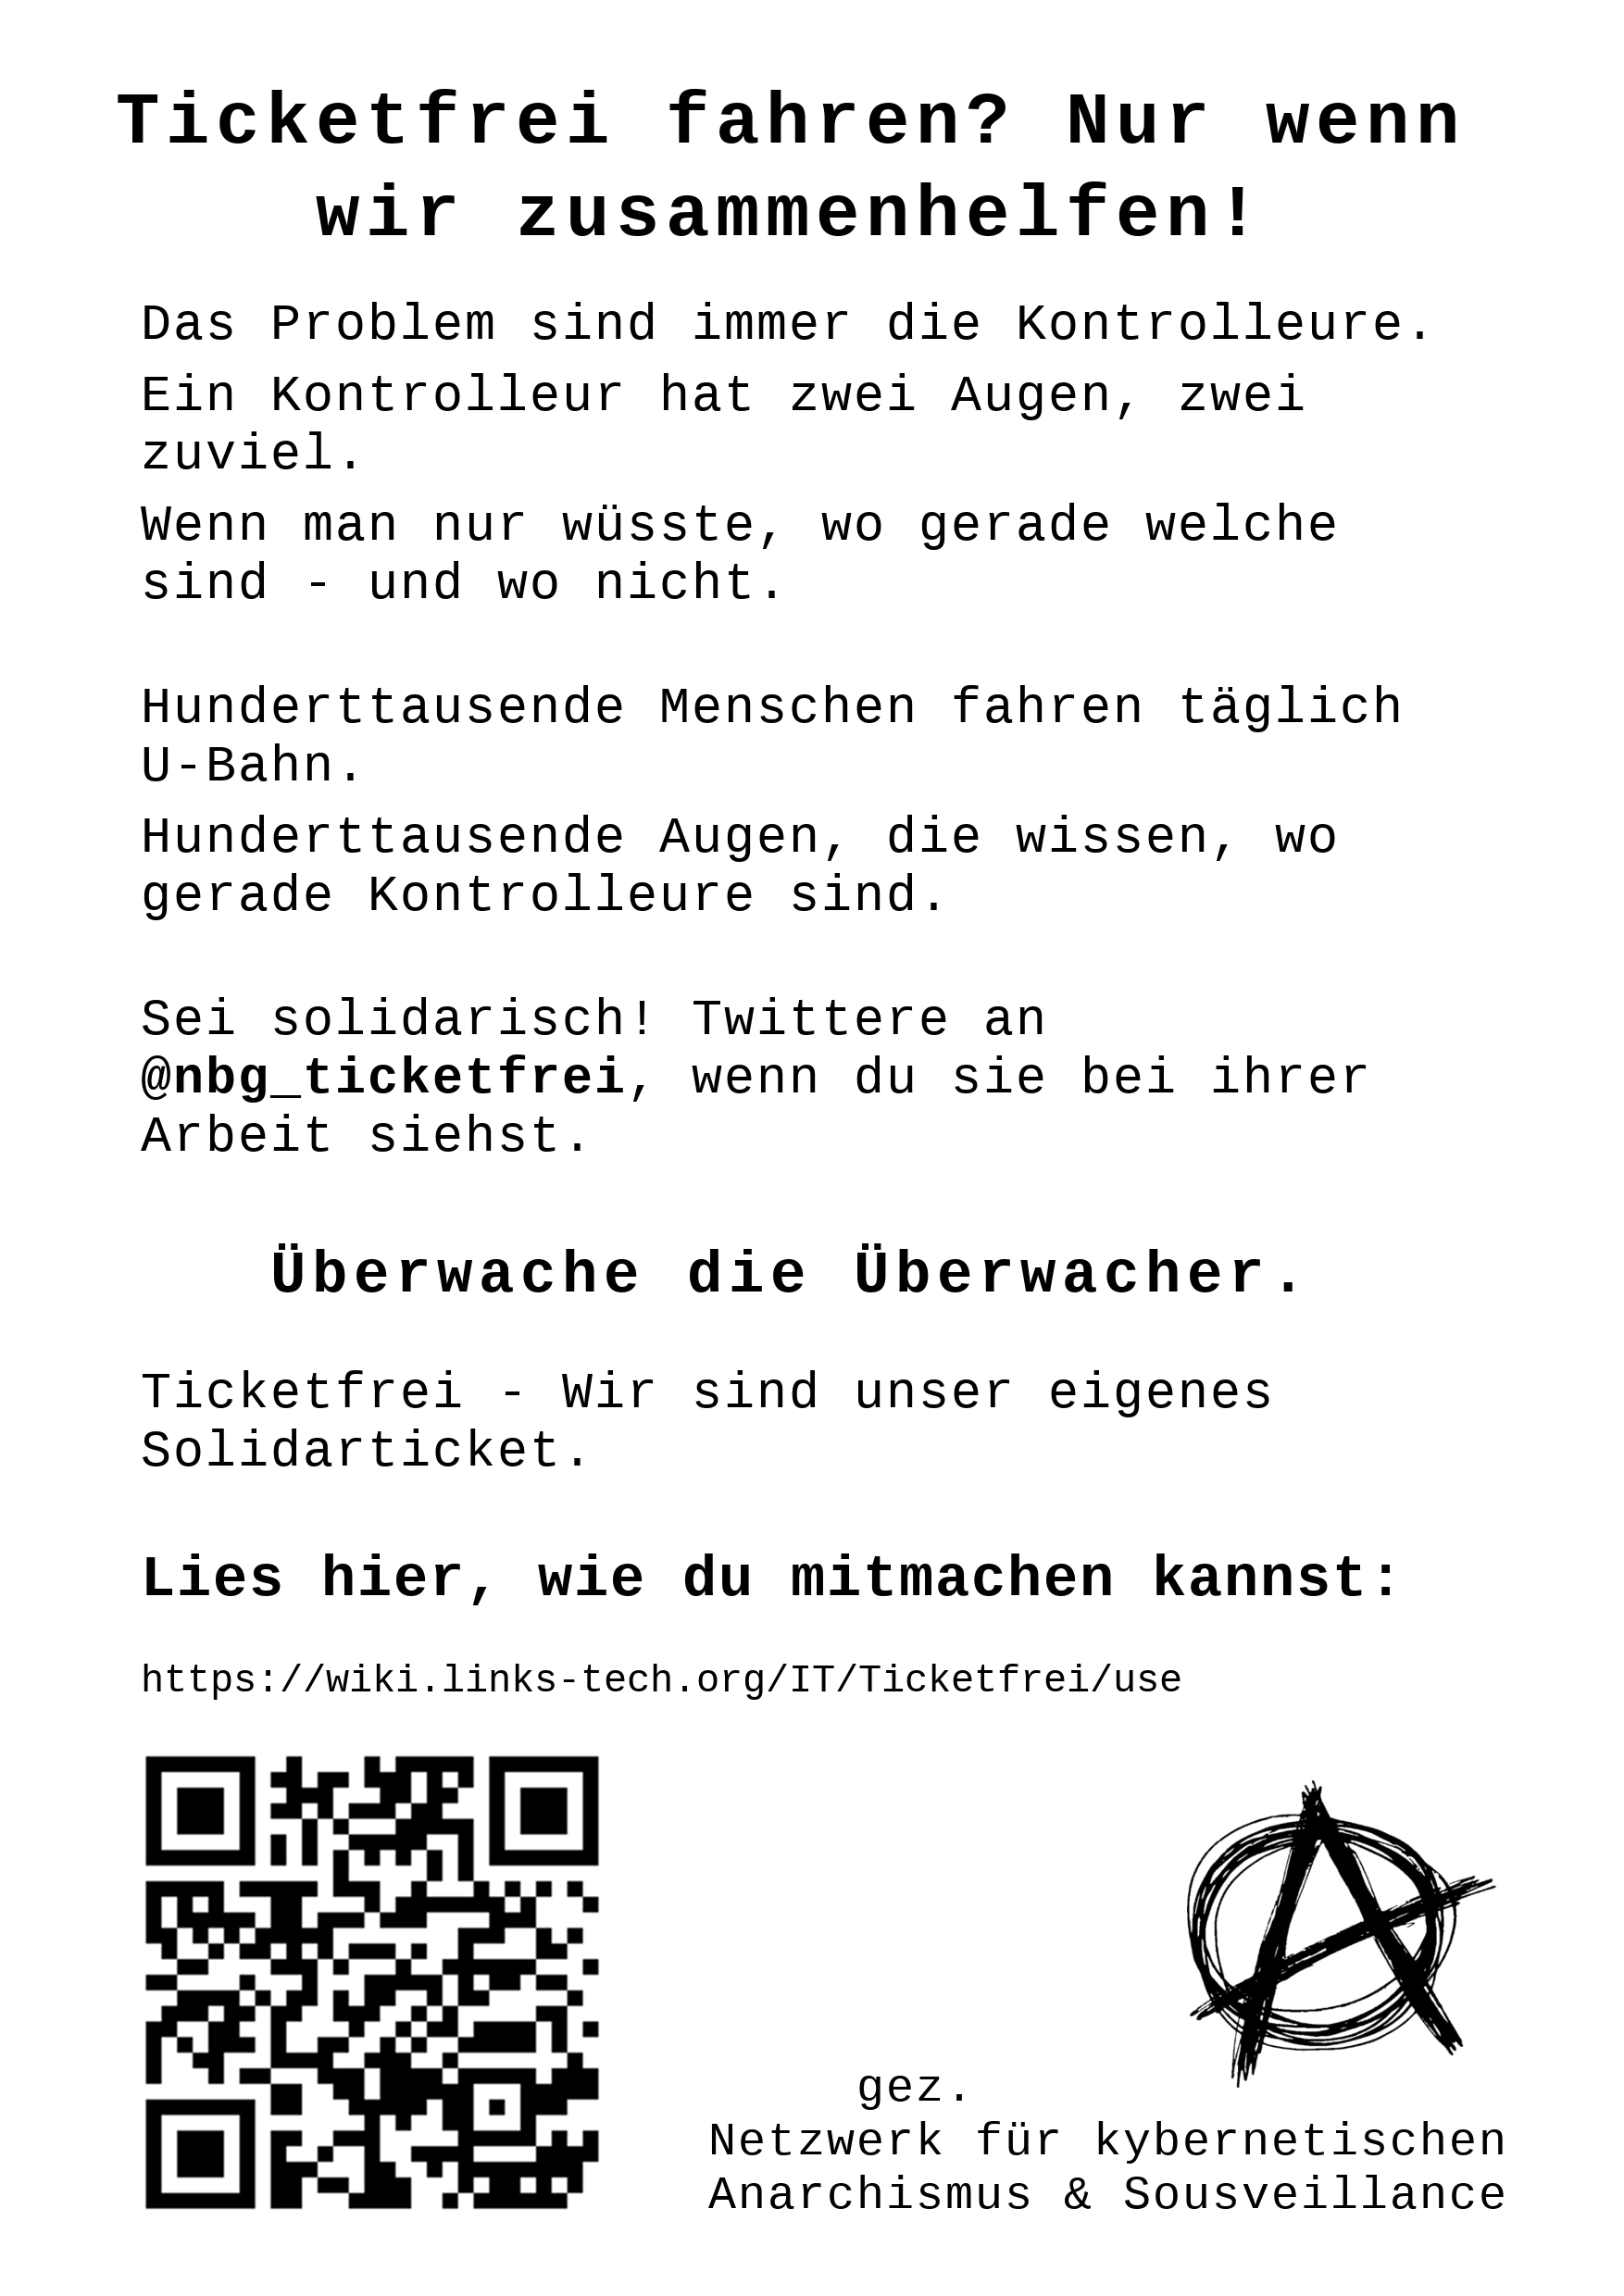 Ticketfrei fahren? Nur wenn
wir zusammenhelfen!
Das Problem sind immer die Kontrolleure.
Ein Kontrolleur hat zwei Augen, zwei
zuviel.
Wenn man nur wüsste, wo gerade welche
sind - und wo nicht.
Hunderttausende Menschen fahren täglich
U-Bahn.
Hunderttausende Augen, die wissen, wo
gerade Kontrolleure sind.
Sei solidarisch! Twittere an
@nbg_ticketfrei, wenn du sie bei ihrer
Arbeit siehst.
Überwache die Überwacher.
Ticketfrei - Wir sind unser eigenes
Solidarticket.
Lies hier, wie du mitmachen kannst:
https://wiki.links-tech.org/IT/Ticketfrei/use
gez.
Netzwerk für kybernetischen
Anarchismus & Sousveillance